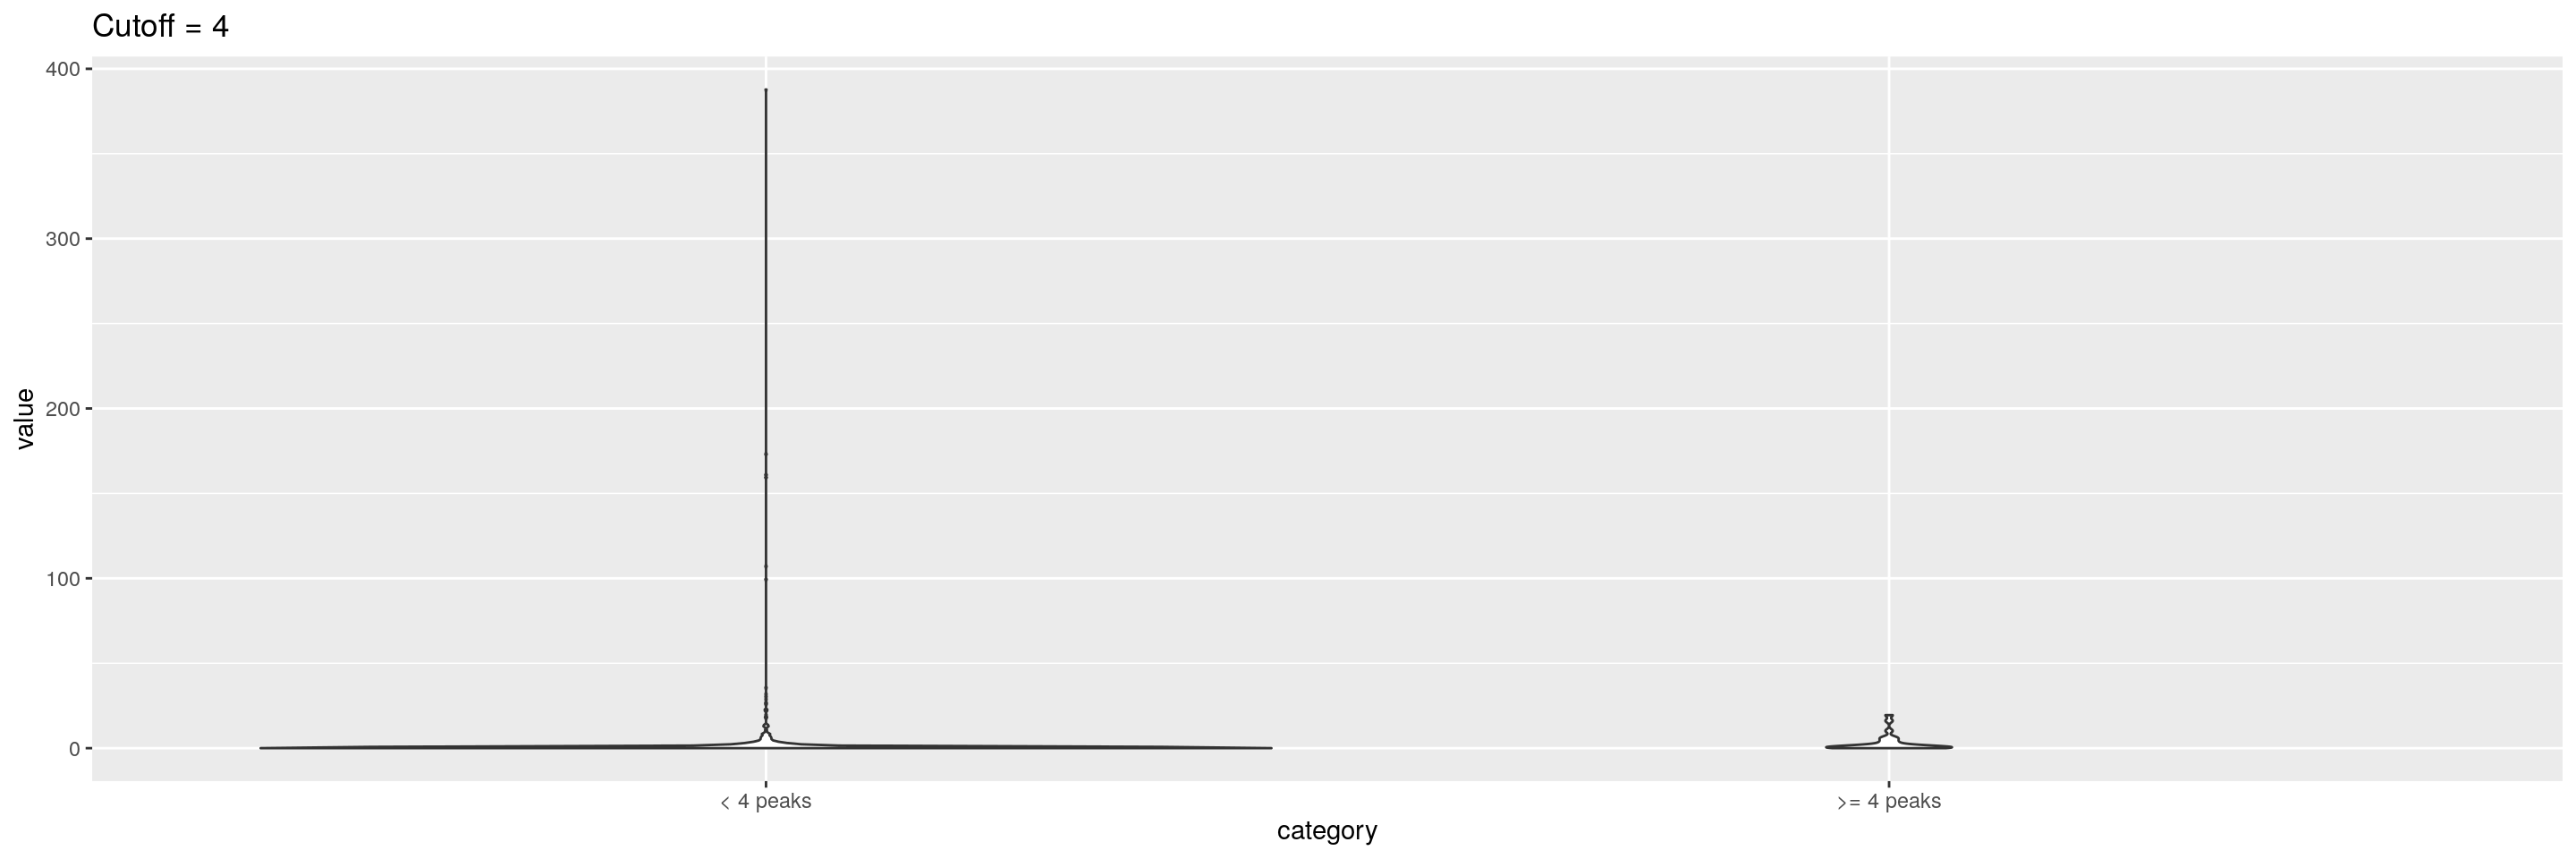 Cutoff = 4
400
300
200
100
0
value
< 4 peaks
>= 4 peaks
category